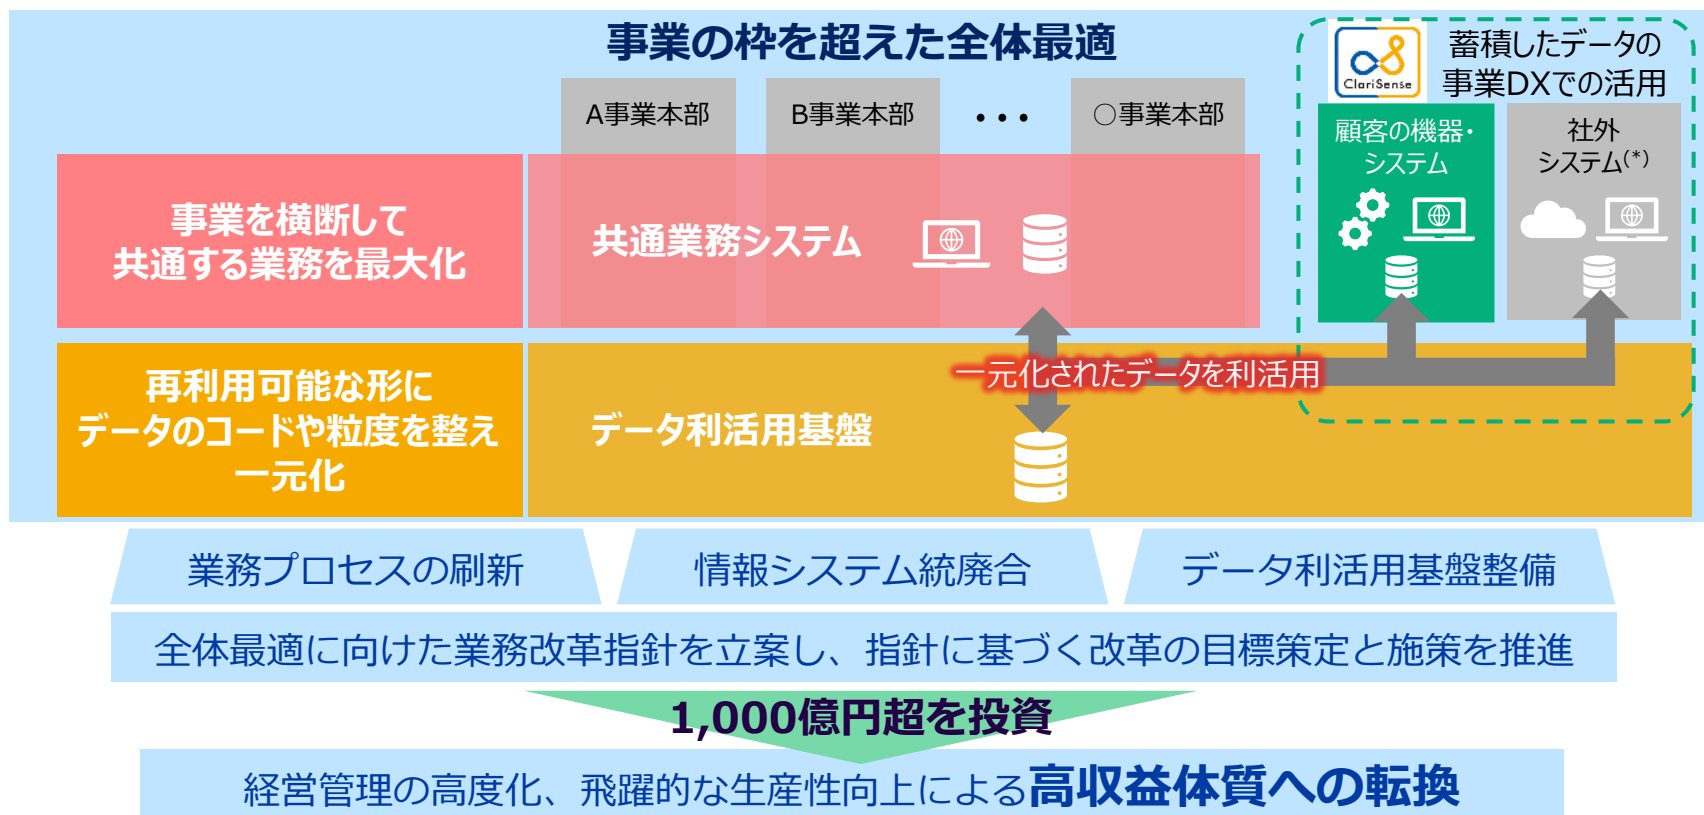 事業の枠を超えた全体最適
ClariSense
蓄積したデータの
事業DXでの活用
A事業本部
B事業本部
・・・
○事業本部
顧客の機器・
システム
社外
システム(*)
事業を横断して
共通する業務を最大化
共通業務システム
再利用可能な形に
データのコードや粒度を整え
一元化
データ利活用基盤
一元化されたデータを利活用
業務プロセスの刷新
情報システム統廃合
データ利活用基盤整備
全体最適に向けた業務改革指針を立案し、指針に基づく改革の目標策定と施策を推進
1,000億円超を投資
経営管理の高度化、飛躍的な生産性向上による高収益体質への転換